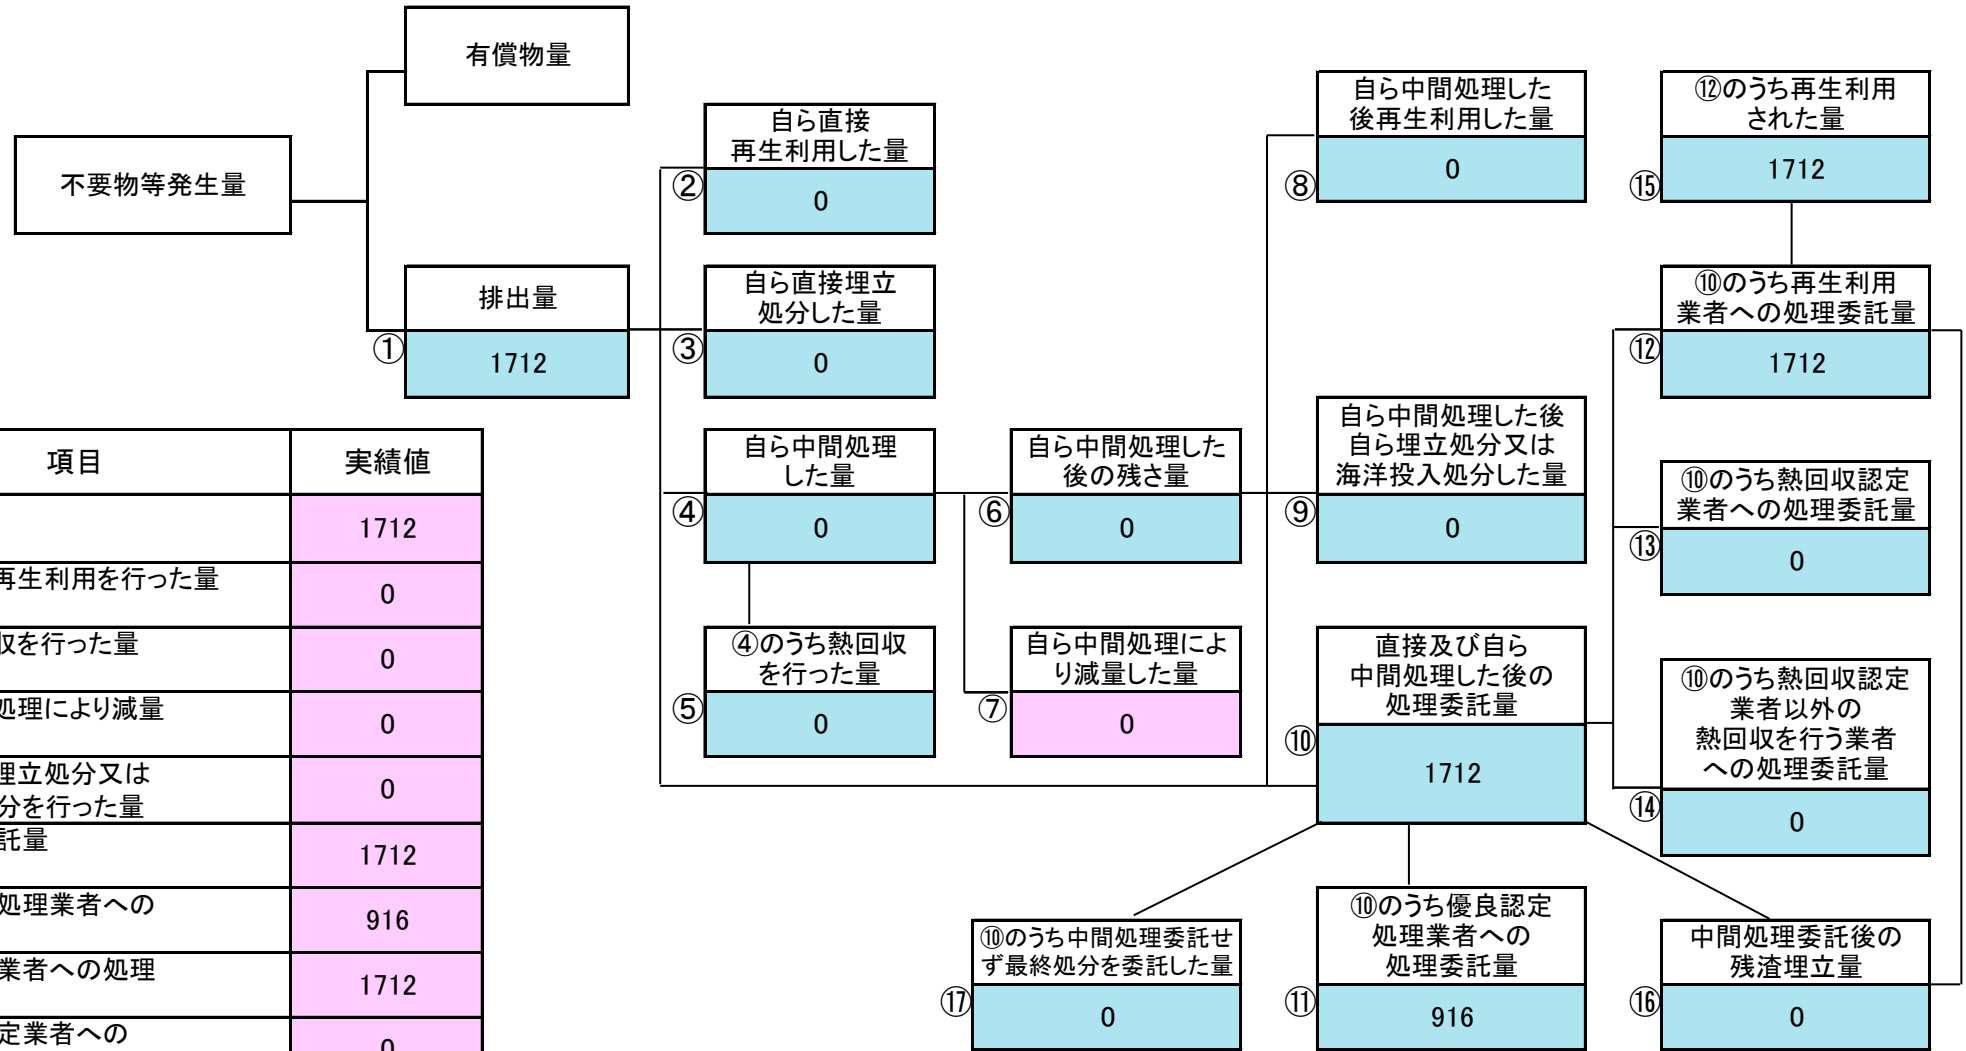 有償物量
不要物等発生量
排出量
①
1712
自ら直接
再生利用した量
②
0
自ら直接埋立
処分した量
③
0
自ら中間処理
した量
④
0
④のうち熱回収
を行った量
⑤
0
自ら中間処理した
後の残さ量
⑥
0
自ら中間処理によ
り減量した量
⑦
0
自ら中間処理した
後再生利用した量
⑧
0
自ら中間処理した後
自ら埋立処分又は
海洋投入処分した量
⑨
0
直接及び自ら
中間処理した後の
処理委託量
⑩
1712
⑩のうち優良認定
処理業者への
処理委託量
⑪
916
⑫のうち再生利用
された量
⑮
1712
⑩のうち再生利用
業者への処理委託量
⑫
1712
⑩のうち熱回収認定
業者への処理委託量
⑬
0
⑩のうち熱回収認定
業者以外の
熱回収を行う業者
への処理委託量
⑭
0
中間処理委託後の
残渣埋立量
⑯
0
⑩のうち中間処理委託せ
ず最終処分を委託した量
⑰
0
項目 実績値
1712
再生利用を行った量
0
収を行った量
0
処理により減量
0
埋立処分又は
分を行った量
0
託量
1712
処理業者への
916
業者への処理
1712
定業者への
0